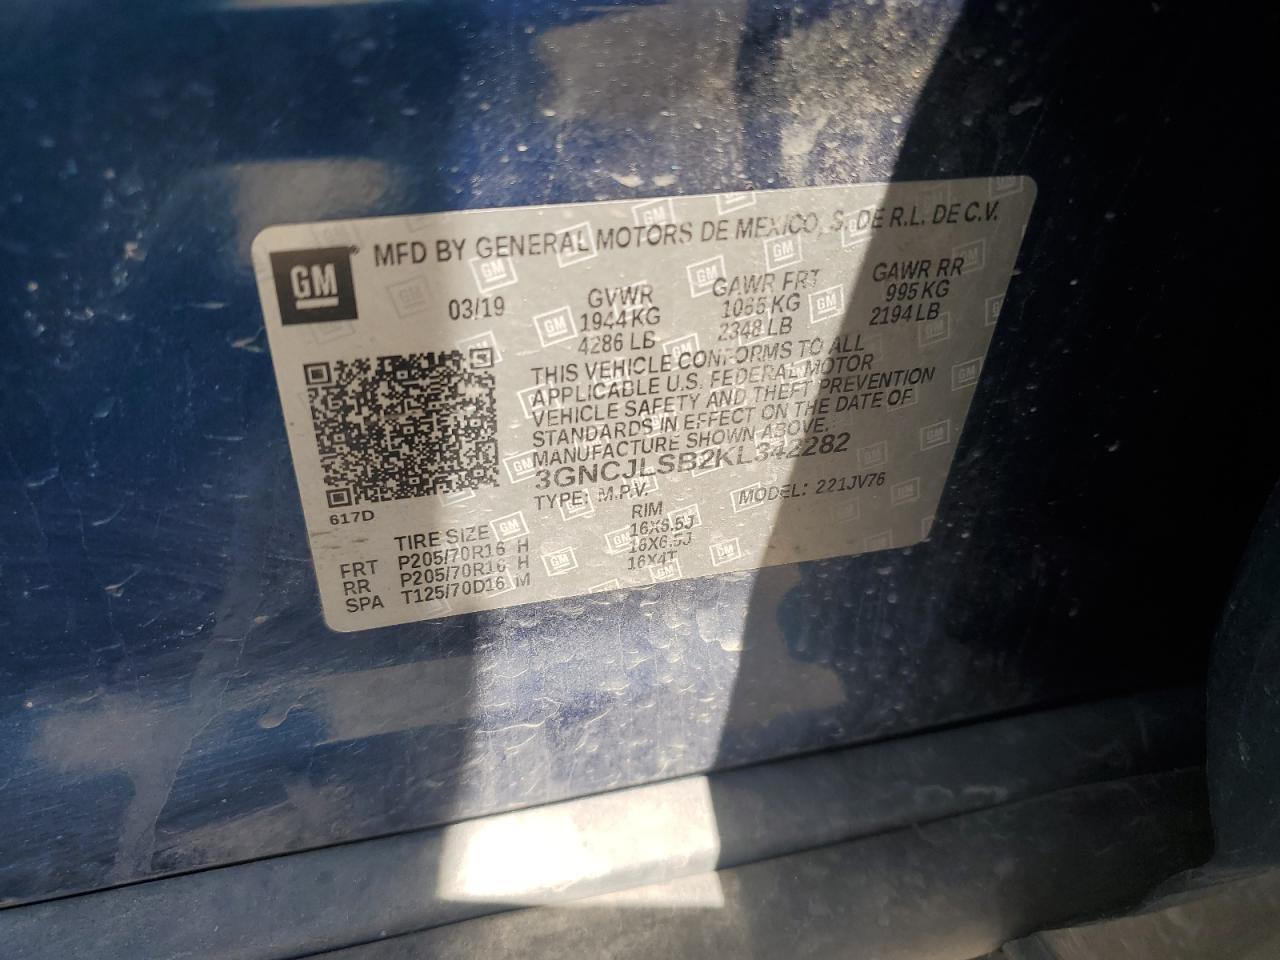 GM® MFD BY GENERAL MOTORS DE MEXICO, S, DE R.L. DE C.V.
03/19 GVWR GAWR FRT GAWR RR
1944 KG 1065 KG 995 KG
4286 LB 2348 LB 2194 LB
THIS VEHICLE CONFORMS TO ALL
APPLICABLE U.S. FEDERAL MOTOR
VEHICLE SAFETY AND THEFT PREVENTION
STANDARDS IN EFFECT ON THE DATE OF
MANUFACTURE SHOWN ABOVE.
3GNCJLSB2KL342282
TYPE: M.P.V. MODEL: 221JV76
617D
TIRE SIZE RIM
FRT P205/70R16 H 16X6.5J
RR P205/70R16 H 16X6.5J
SPA T125/70D16 M 16X4T